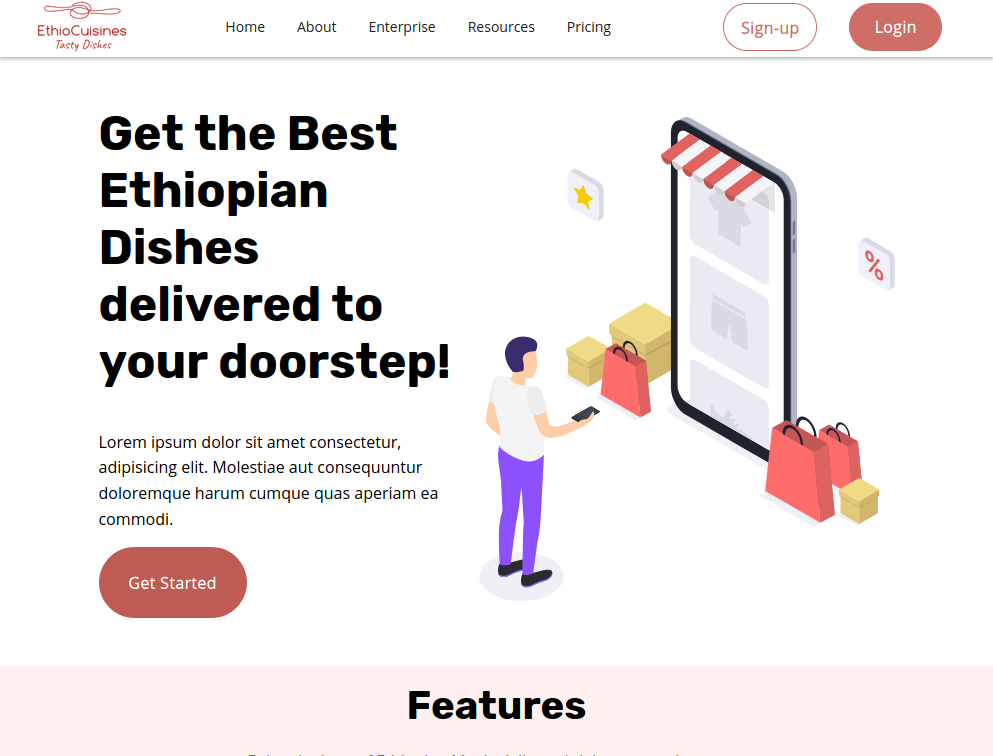 EthioCuisines
Tasty Dishes
Home About Enterprise Resources Pricing
Sign-up
Login
Get the Best
Ethiopian
Dishes
delivered to
your doorstep!
%
Lorem ipsum dolor sit amet consectetur,
adipisicing elit. Molestiae aut consequuntur
doloremque harum cumque quas aperiam ea
commodi.
Get Started
Features